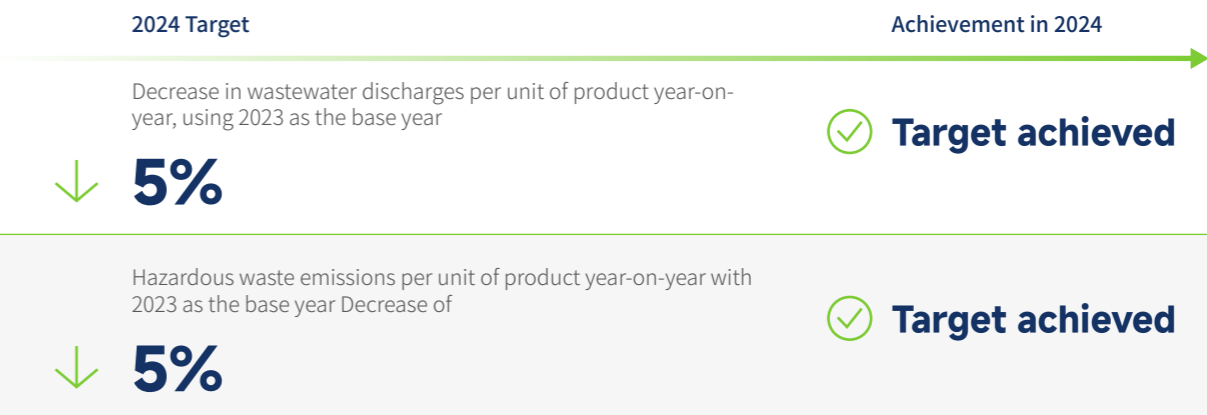 2024 Target
Achievement in 2024
Decrease in wastewater discharges per unit of product year-on-
year, using 2023 as the base year
5%
Target achieved
Hazardous waste emissions per unit of product year-on-year with
2023 as the base year Decrease of
5%
Target achieved